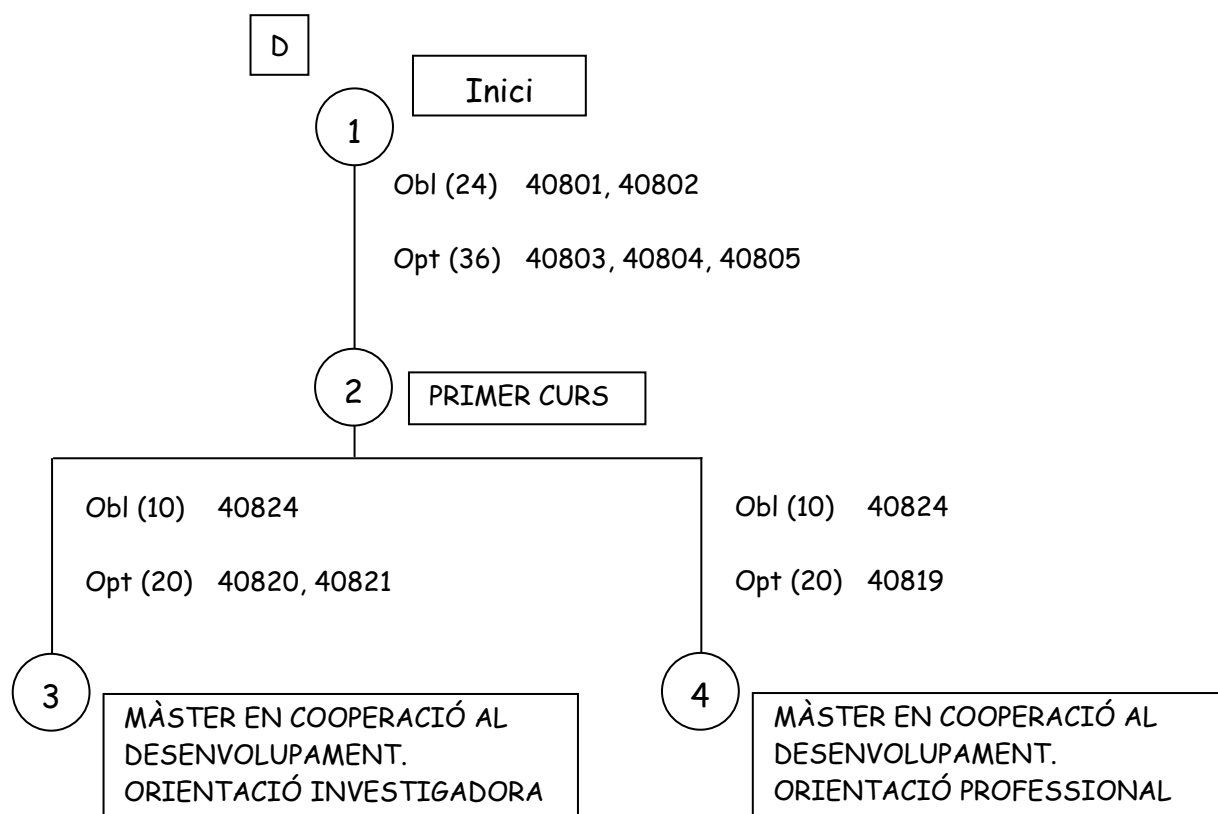 D
Inici
1
Obl (24) 40801, 40802
Opt (36) 40803, 40804, 40805
2
PRIMER CURS
Obl (10) 40824
Opt (20) 40820, 40821
Obl (10) 40824
Opt (20) 40819
3
MÀSTER EN COOPERACIÓ AL
DESENVOLUPAMENT.
ORIENTACIÓ INVESTIGADORA
4
MÀSTER EN COOPERACIÓ AL
DESENVOLUPAMENT.
ORIENTACIÓ PROFESSIONAL